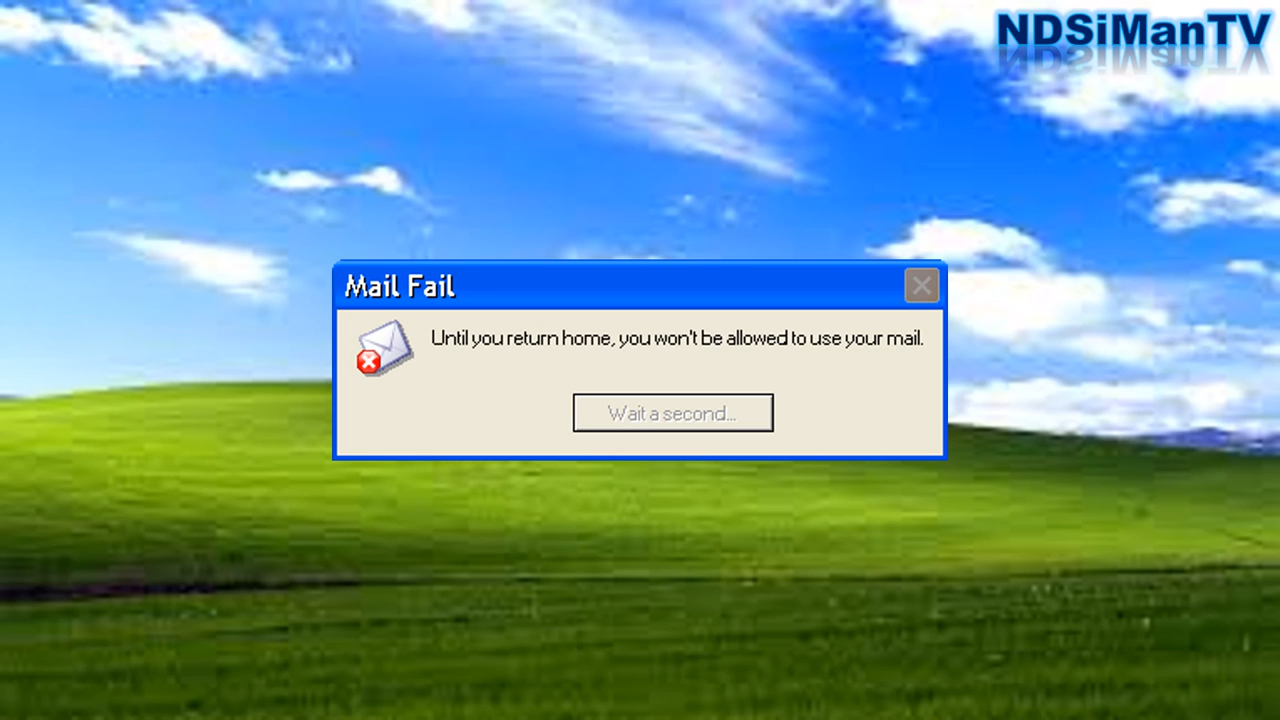 NDSiManTV
Mail Fail
Until you return home, you won't be allowed to use your mail.
Wait a second...